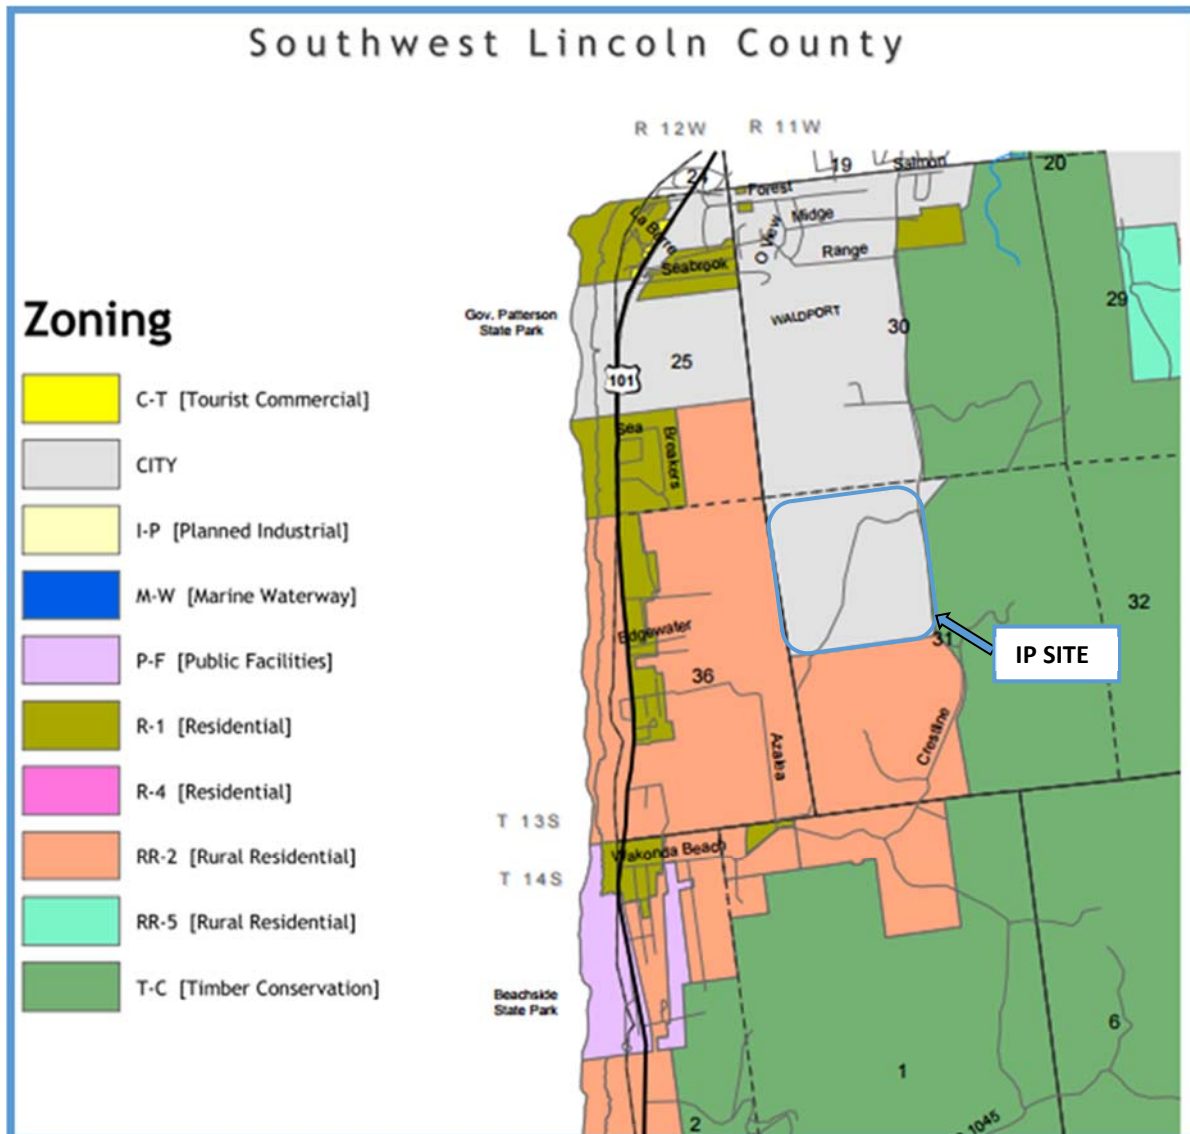 Southwest Lincoln County
R 12W R 11W
24
19
Salmon
20
Forest
La Barre
O View
Midge
Range
Seabrook
29
Zoning
Gov. Patterson
State Park
WALDPORT
30
25
101
C-T [Tourist Commercial]
Sea
Breakers
CITY
I-P [Planned Industrial]
M-W [Marine Waterway]
32
Edgewater
31
IP SITE
P-F [Public Facilities]
36
R-1 [Residential]
Azalea
Crestline
R-4 [Residential]
T 13S
RR-2 [Rural Residential]
Wakonda Beach
T 14S
RR-5 [Rural Residential]
T-C [Timber Conservation]
Beachside
State Park
6
1
2
1045